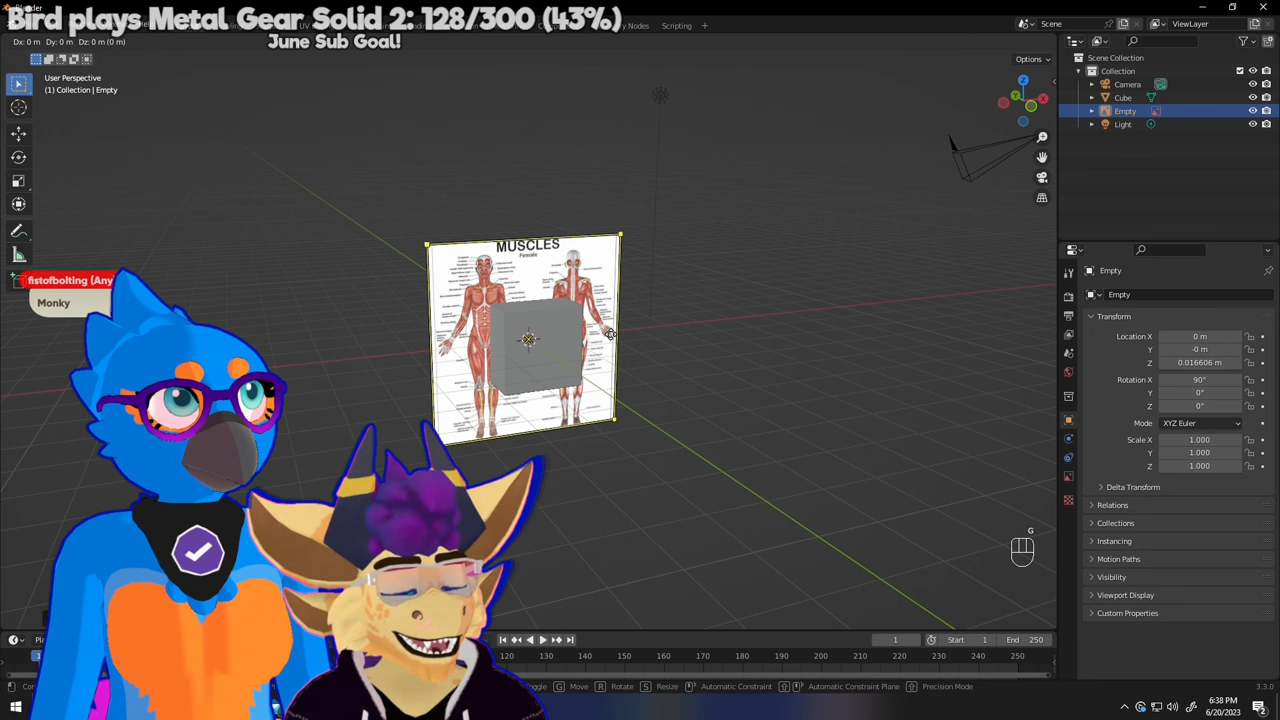 Blender
Bird plays Metal Gear Solid 2: 128/300 (43%)
June Sub Goal!
Scripting
Scene
ViewLayer
Dx: 0 m Dy: 0 m Dz: 0 m (0 m)
Options
User Perspective
(1) Collection | Empty
Scene Collection
Collection
Camera
Cube
Empty
Light
MUSCLES
Female
fistofbolting (Any
Monky
Empty
Empty
Transform
Location X 0 m
Y -0 m
Z 0.016606 m
Rotation X 90°
Y 0°
Z 0°
Mode XYZ Euler
Scale X 1.000
Y 1.000
Z 1.000
Delta Transform
Relations
Collections
Instancing
Motion Paths
Visibility
Viewport Display
Custom Properties
G
1
Start 1
End 250
120 130 140 150 160 170 180 190 200 210 220 230 240 250
G Move R Rotate S Resize Automatic Constraint Automatic Constraint Plane Precision Mode
3.3.0
6:38 PM
6/20/2023